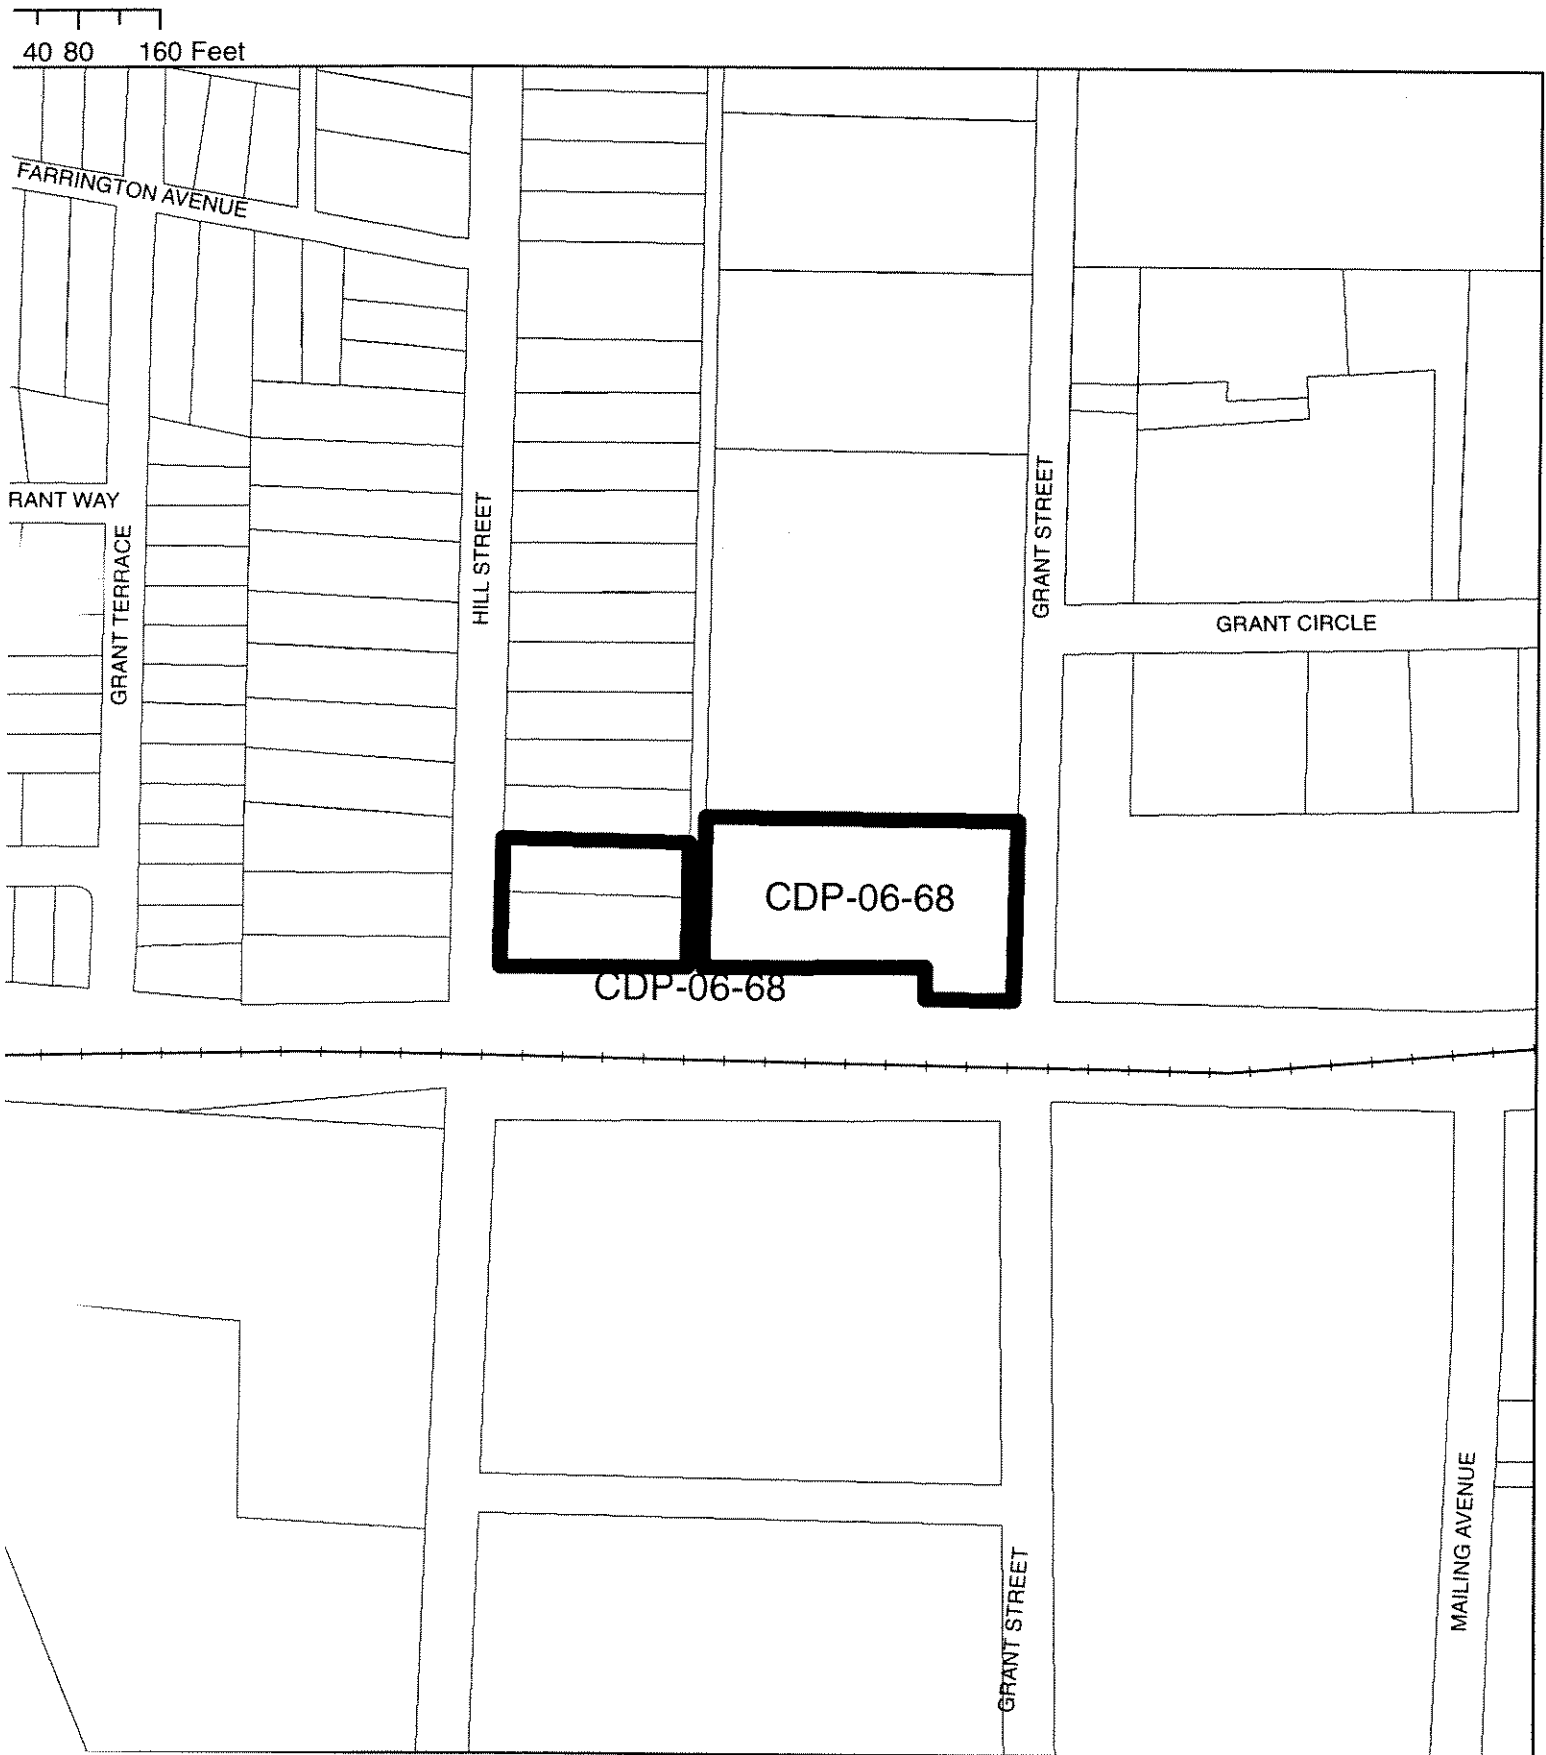 40 80 160 Feet
FARRINGTON AVENUE
RANT WAY
GRANT TERRACE
HILL STREET
GRANT STREET
GRANT CIRCLE
CDP-06-68
CDP-06-68
GRANT STREET
MAILING AVENUE